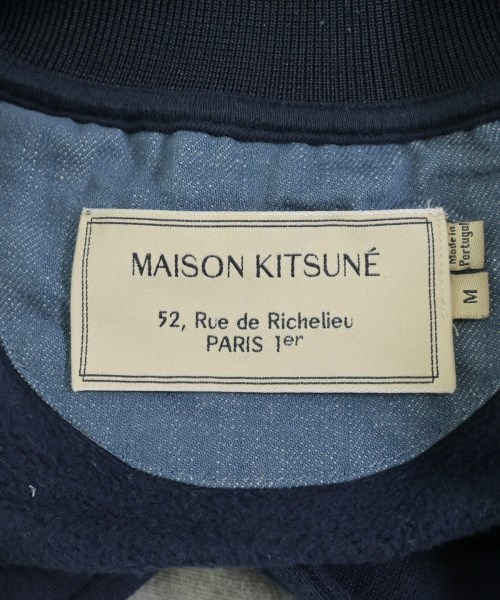 MAISON KITSUNÉ
52, Rue de Richelieu
PARIS 1er
Made in
Portugal
M